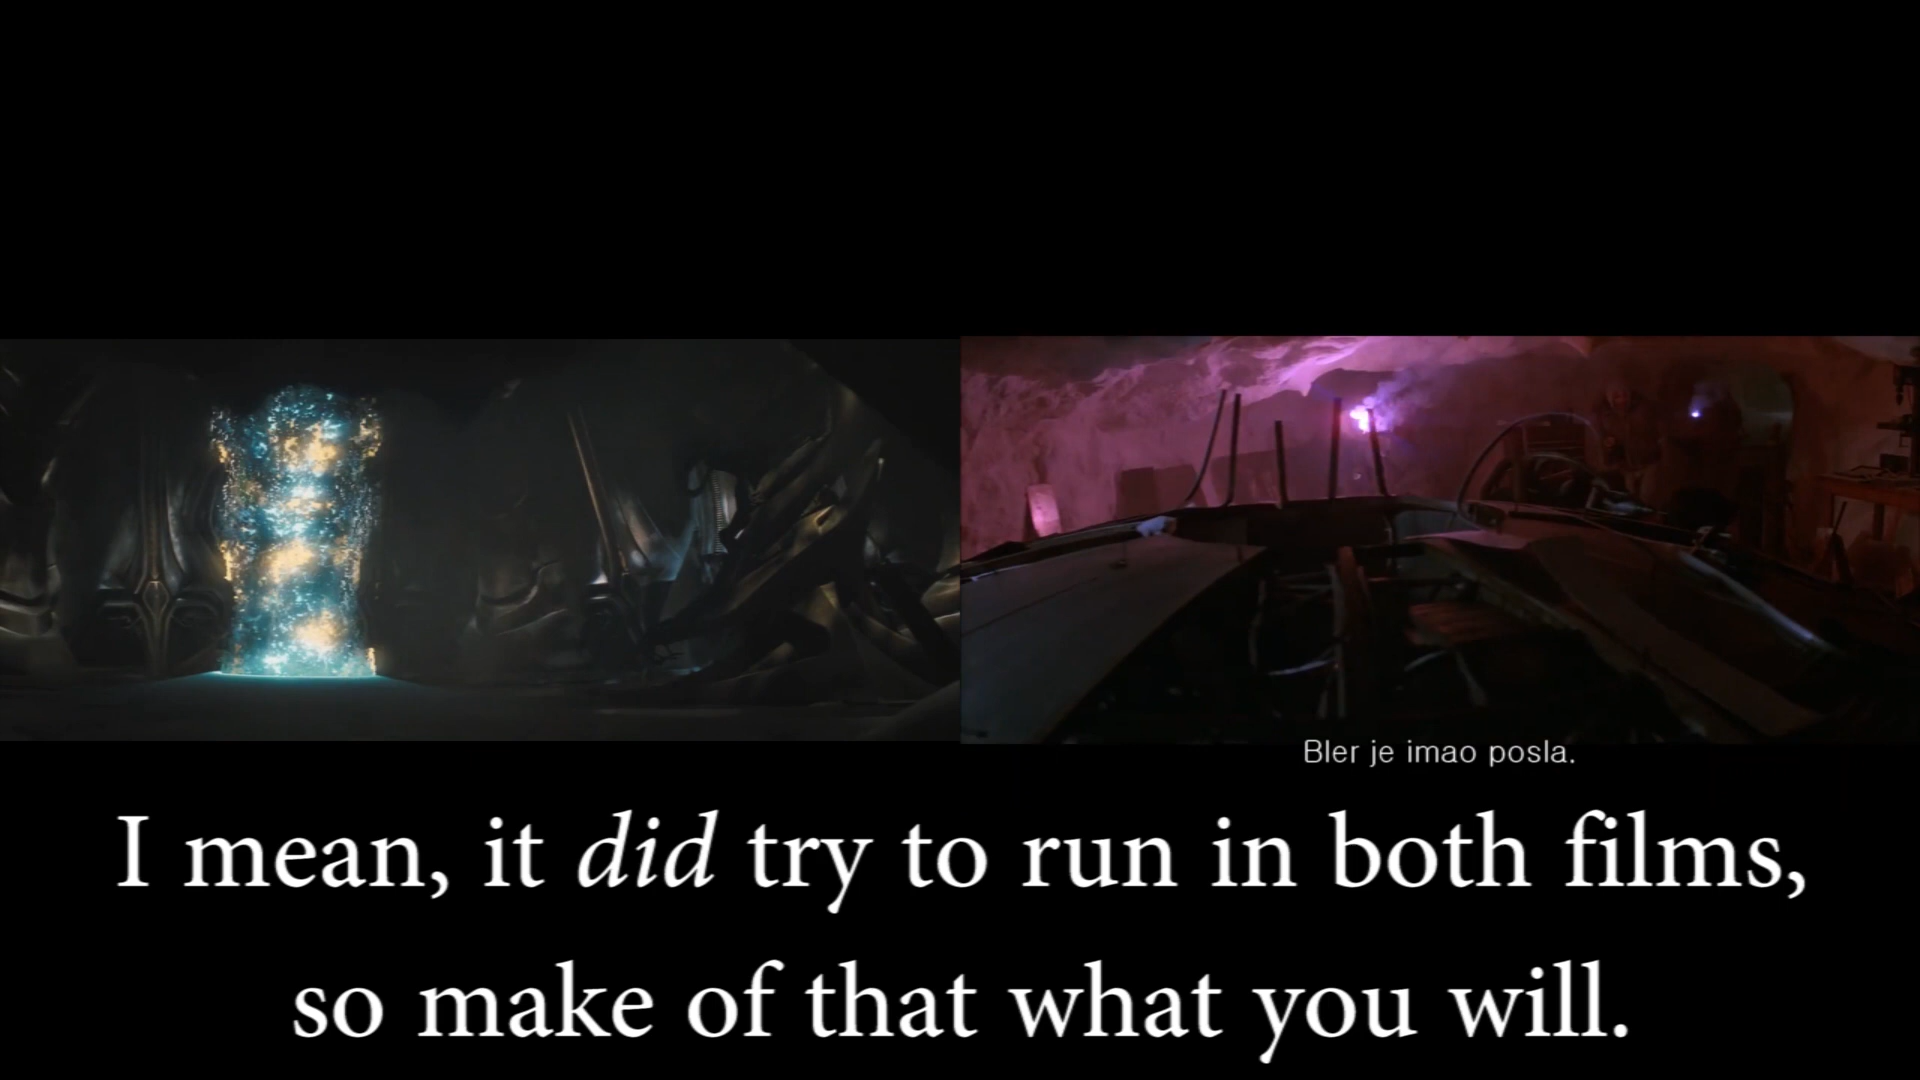 Bler je imao posla.
I mean, it did try to run in both films,
so make of that what you will.